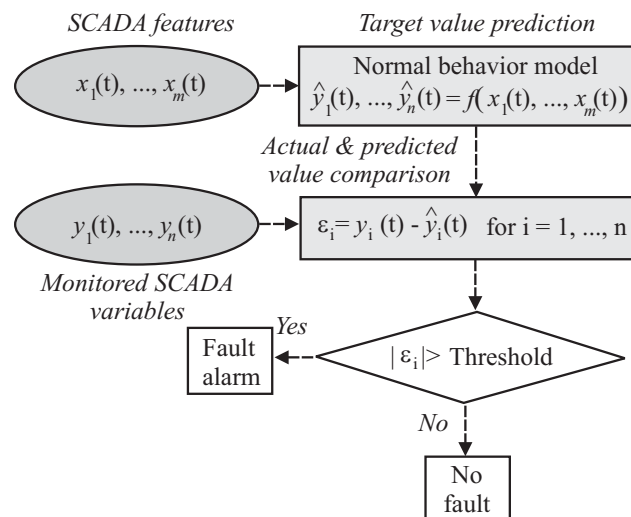 SCADA features
Target value prediction
x₁(t), ..., xₘ(t)
Normal behavior model
ŷ₁(t), ..., ŷₙ(t) = f( x₁(t), ..., xₘ(t))
Actual & predicted
value comparison
y₁(t), ..., yₙ(t)
εᵢ= yᵢ (t) - ŷᵢ(t) for i = 1, ..., n
Monitored SCADA
variables
Yes
Fault
alarm
| εᵢ|> Threshold
No
No
fault